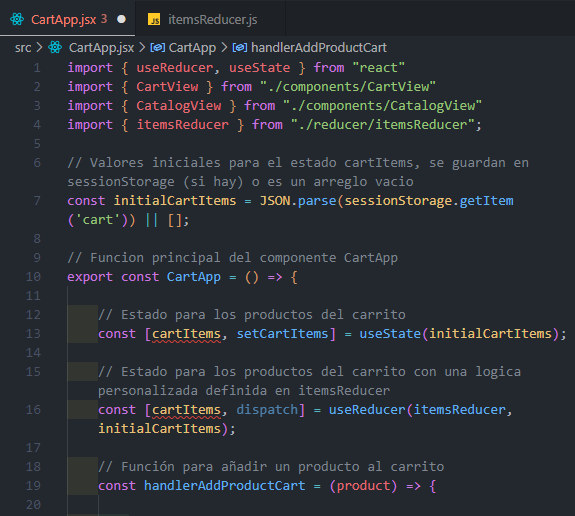 CartApp.jsx 3
itemsReducer.js
src > CartApp.jsx > CartApp > handlerAddProductCart
1 import { useReducer, useState } from "react"
2 import { CartView } from "./components/CartView"
3 import { CatalogView } from "./components/CatalogView"
4 import { itemsReducer } from "./reducer/itemsReducer";
5
6 // Valores iniciales para el estado cartItems, se guardan en
sessionStorage (si hay) o es un arreglo vacio
7 const initialCartItems = JSON.parse(sessionStorage.getItem
('cart')) || [];
8
9 // Funcion principal del componente CartApp
10 export const CartApp = () => {
11
12 // Estado para los productos del carrito
13 const [cartItems, setCartItems] = useState(initialCartItems);
14
15 // Estado para los productos del carrito con una logica
personalizada definida en itemsReducer
16 const [cartItems, dispatch] = useReducer(itemsReducer,
initialCartItems);
17
18 // Función para añadir un producto al carrito
19 const handlerAddProductCart = (product) => {
20